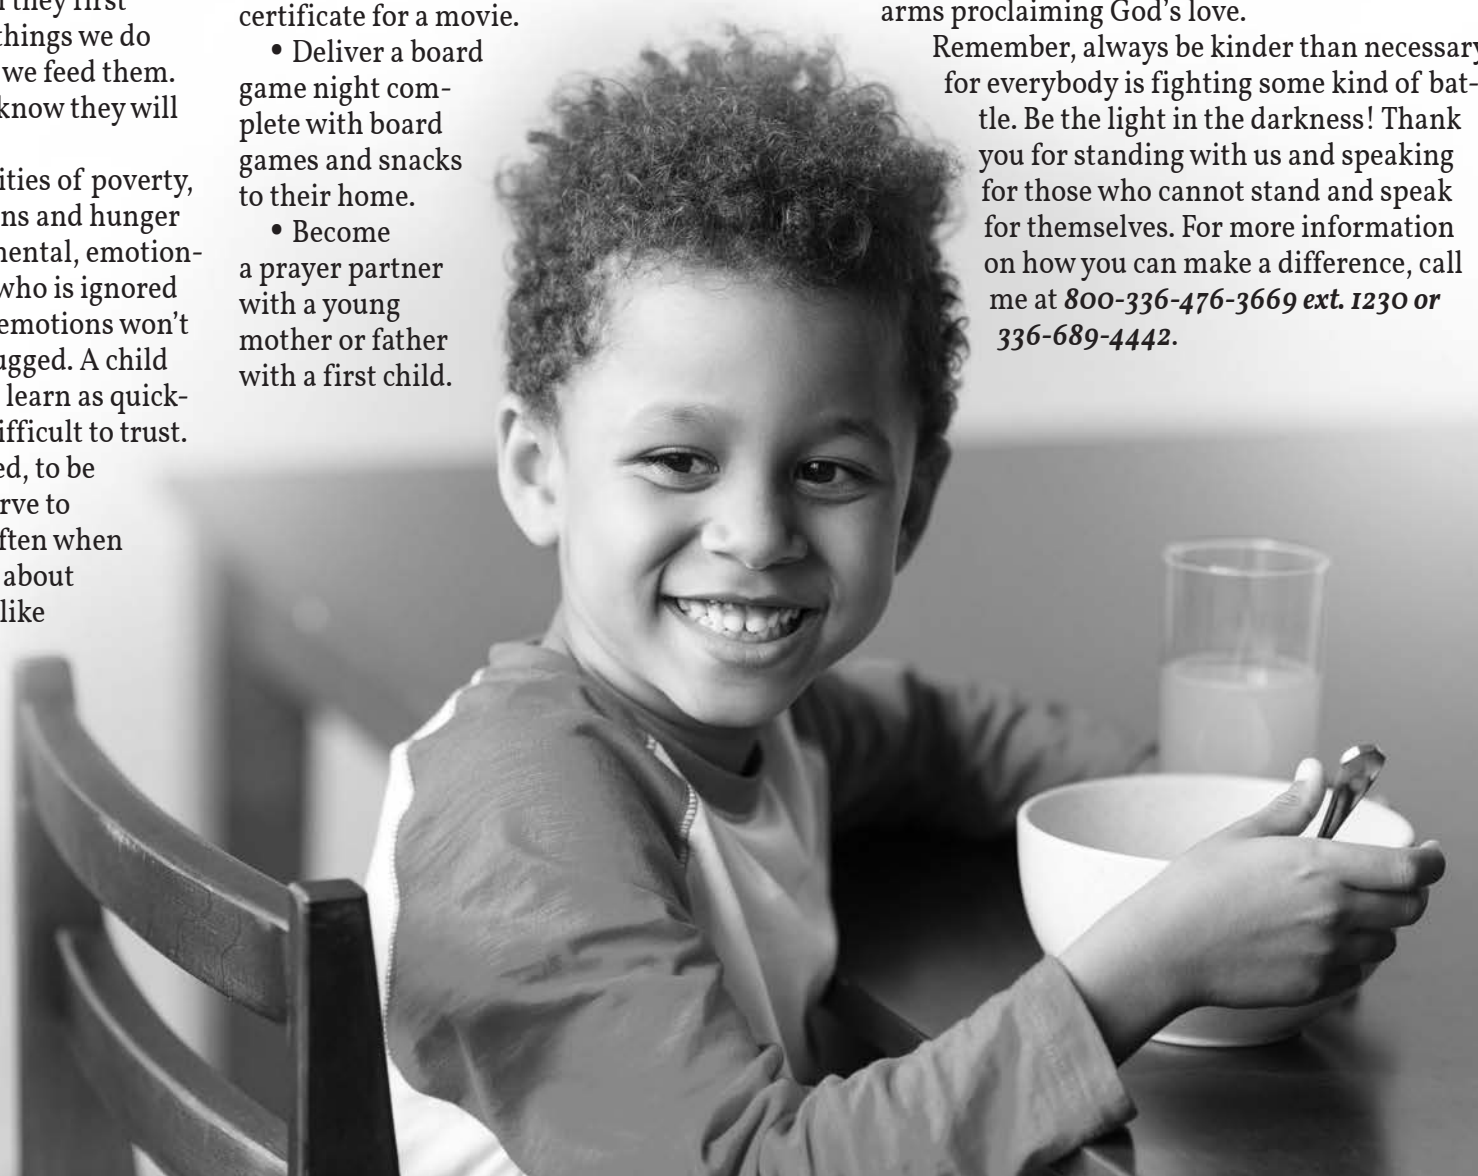 they first
things we do
we feed them.
know they will
ities of poverty,
ns and hunger
mental, emotion-
who is ignored
emotions won't
ugged. A child
learn as quick-
ifficult to trust.
ed, to be
rve to
ften when
about
like
certificate for a movie.
• Deliver a board
game night com-
plete with board
games and snacks
to their home.
• Become
a prayer partner
with a young
mother or father
with a first child.
arms proclaiming God's love.
Remember, always be kinder than necessary
for everybody is fighting some kind of bat-
tle. Be the light in the darkness! Thank
you for standing with us and speaking
for those who cannot stand and speak
for themselves. For more information
on how you can make a difference, call
me at 800-336-476-3669 ext. 1230 or
336-689-4442.